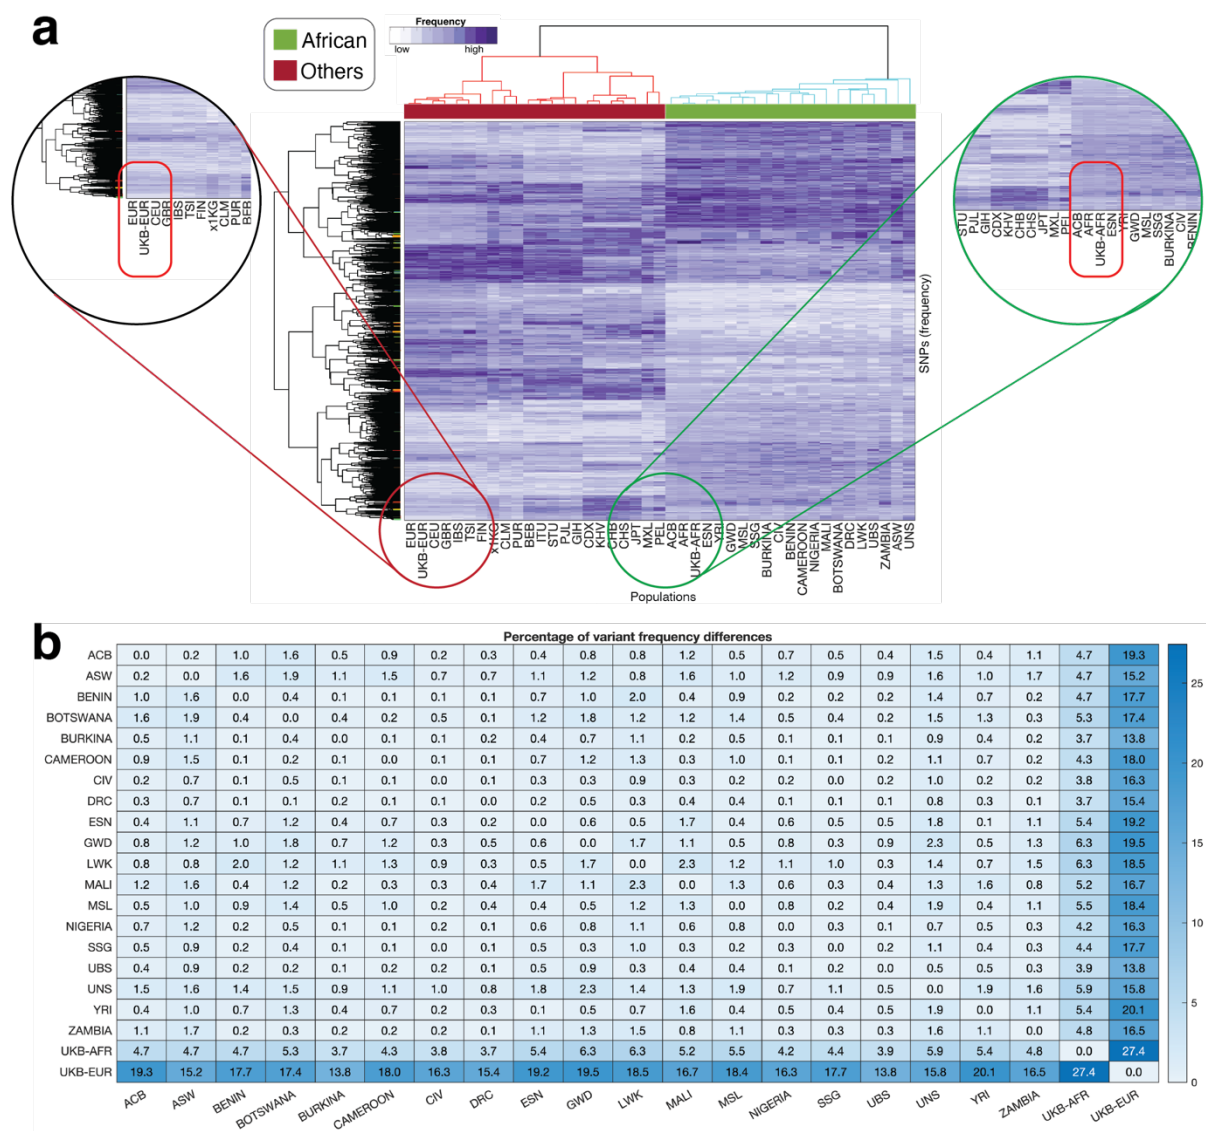 a
African
Others
Frequency
low high
EUR
UKB-EUR
CEU
GBR
IBS
TSI
FIN
x1KG
CLM
PUR
BEB
STU
PJL
GIH
CDX
KHV
CHB
CHS
JPT
MXL
PEL
ACB
AFR
UKB-AFR
ESN
YRI
GWD
MSL
SSG
BURKINA
CIV
BENIN
SNPs (frequency)
EUR
UKB-EUR
CEU
GBR
IBS
TSI
FIN
x1KG
CLM
PUR
BEB
ITU
STU
PJL
GIH
CDX
KHV
CHB
CHS
JPT
MXL
PEL
ACB
AFR
UKB-AFR
ESN
YRI
GWD
MSL
SSG
BURKINA
CIV
BENIN
CAMEROON
NIGERIA
MALI
BOTSWANA
DRC
LWK
UBS
ZAMBIA
ASW
UNS
Populations
b
Percentage of variant frequency differences
ACB 0.0 0.2 1.0 1.6 0.5 0.9 0.2 0.3 0.4 0.8 0.8 1.2 0.5 0.7 0.5 0.4 1.5 0.4 1.1 4.7 19.3
ASW 0.2 0.0 1.6 1.9 1.1 1.5 0.7 0.7 1.1 1.2 0.8 1.6 1.0 1.2 0.9 0.9 1.6 1.0 1.7 4.7 15.2
BENIN 1.0 1.6 0.0 0.4 0.1 0.1 0.1 0.1 0.7 1.0 2.0 0.4 0.9 0.2 0.2 0.2 1.4 0.7 0.2 4.7 17.7
BOTSWANA 1.6 1.9 0.4 0.0 0.4 0.2 0.5 0.1 1.2 1.8 1.2 1.2 1.4 0.5 0.4 0.2 1.5 1.3 0.3 5.3 17.4
BURKINA 0.5 1.1 0.1 0.4 0.0 0.1 0.1 0.2 0.4 0.7 1.1 0.2 0.5 0.1 0.1 0.1 0.9 0.4 0.2 3.7 13.8
CAMEROON 0.9 1.5 0.1 0.2 0.1 0.0 0.1 0.1 0.7 1.2 1.3 0.3 1.0 0.1 0.1 0.2 1.1 0.7 0.2 4.3 18.0
CIV 0.2 0.7 0.1 0.5 0.1 0.1 0.0 0.1 0.3 0.3 0.9 0.3 0.2 0.2 0.0 0.2 1.0 0.2 0.2 3.8 16.3
DRC 0.3 0.7 0.1 0.1 0.2 0.1 0.1 0.0 0.2 0.5 0.3 0.4 0.4 0.1 0.1 0.1 0.8 0.3 0.1 3.7 15.4
ESN 0.4 1.1 0.7 1.2 0.4 0.7 0.3 0.2 0.0 0.6 0.5 1.7 0.4 0.6 0.5 0.5 1.8 0.1 1.1 5.4 19.2
GWD 0.8 1.2 1.0 1.8 0.7 1.2 0.3 0.5 0.6 0.0 1.7 1.1 0.5 0.8 0.3 0.9 2.3 0.5 1.3 6.3 19.5
LWK 0.8 0.8 2.0 1.2 1.1 1.3 0.9 0.3 0.5 1.7 0.0 2.3 1.2 1.1 1.0 0.3 1.4 0.7 1.5 6.3 18.5
MALI 1.2 1.6 0.4 1.2 0.2 0.3 0.3 0.4 1.7 1.1 2.3 0.0 1.3 0.6 0.3 0.4 1.3 1.6 0.8 5.2 16.7
MSL 0.5 1.0 0.9 1.4 0.5 1.0 0.2 0.4 0.4 0.5 1.2 1.3 0.0 0.8 0.2 0.4 1.9 0.4 1.1 5.5 18.4
NIGERIA 0.7 1.2 0.2 0.5 0.1 0.1 0.2 0.1 0.6 0.8 1.1 0.6 0.8 0.0 0.3 0.1 0.7 0.5 0.3 4.2 16.3
SSG 0.5 0.9 0.2 0.4 0.1 0.1 0.0 0.1 0.5 0.3 1.0 0.3 0.2 0.3 0.0 0.2 1.1 0.4 0.3 4.4 17.7
UBS 0.4 0.9 0.2 0.2 0.1 0.2 0.2 0.1 0.5 0.9 0.3 0.4 0.4 0.1 0.2 0.0 0.5 0.5 0.3 3.9 13.8
UNS 1.5 1.6 1.4 1.5 0.9 1.1 1.0 0.8 1.8 2.3 1.4 1.3 1.9 0.7 1.1 0.5 0.0 1.9 1.6 5.9 15.8
YRI 0.4 1.0 0.7 1.3 0.4 0.7 0.2 0.3 0.1 0.5 0.7 1.6 0.4 0.5 0.4 0.5 1.9 0.0 1.1 5.4 20.1
ZAMBIA 1.1 1.7 0.2 0.3 0.2 0.2 0.2 0.1 1.1 1.3 1.5 0.8 1.1 0.3 0.3 0.3 1.6 1.1 0.0 4.8 16.5
UKB-AFR 4.7 4.7 4.7 5.3 3.7 4.3 3.8 3.7 5.4 6.3 6.3 5.2 5.5 4.2 4.4 3.9 5.9 5.4 4.8 0.0 27.4
UKB-EUR 19.3 15.2 17.7 17.4 13.8 18.0 16.3 15.4 19.2 19.5 18.5 16.7 18.4 16.3 17.7 13.8 15.8 20.1 16.5 27.4 0.0
ACB ASW BENIN BOTSWANA BURKINA CAMEROON CIV DRC ESN GWD LWK MALI MSL NIGERIA SSG UBS UNS YRI ZAMBIA UKB-AFR UKB-EUR
25
20
15
10
5
0